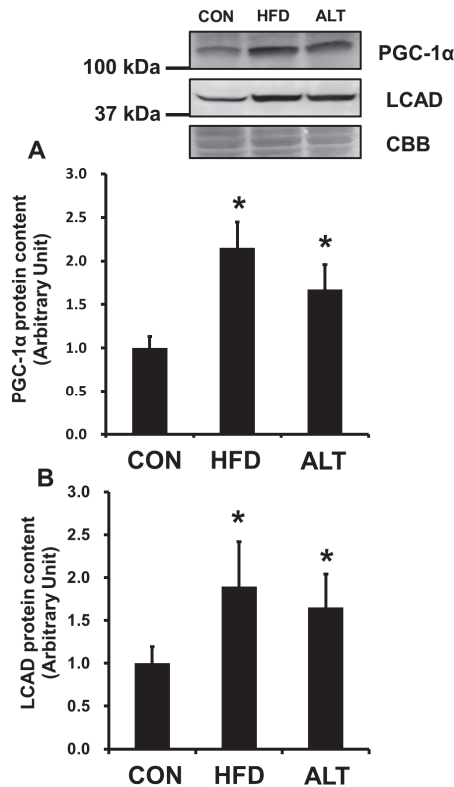 CON HFD ALT
PGC-1α
100 kDa
LCAD
37 kDa
CBB
A
PGC-1α protein content
(Arbitrary Unit)
3.0
2.5
2.0
1.5
1.0
0.5
0.0
*
*
CON HFD ALT
B
LCAD protein content
(Arbitrary Unit)
3.0
2.5
2.0
1.5
1.0
0.5
0.0
*
*
CON HFD ALT